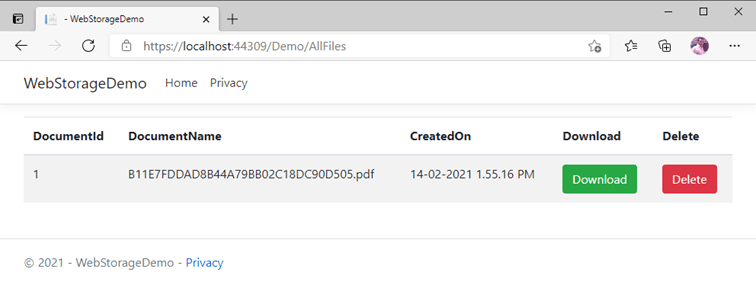 - WebStorageDemo
https://localhost:44309/Demo/AllFiles
WebStorageDemo Home Privacy
DocumentId DocumentName CreatedOn Download Delete
1 B11E7FDDAD8B44A79BB02C18DC90D505.pdf 14-02-2021 1.55.16 PM Download Delete
© 2021 - WebStorageDemo - Privacy